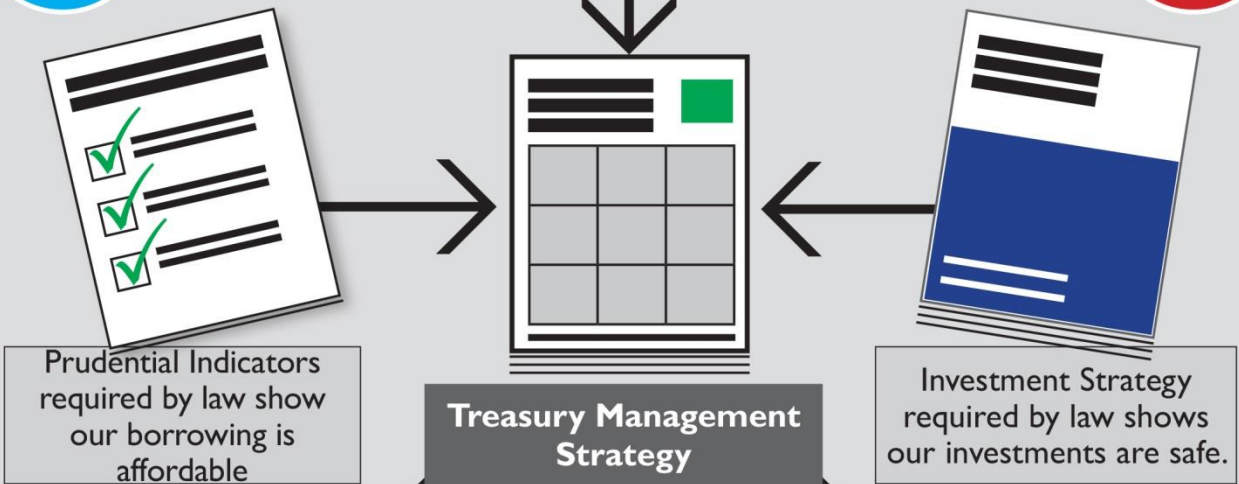 Prudential Indicators
required by law show
our borrowing is
affordable
Treasury Management
Strategy
Investment Strategy
required by law shows
our investments are safe.